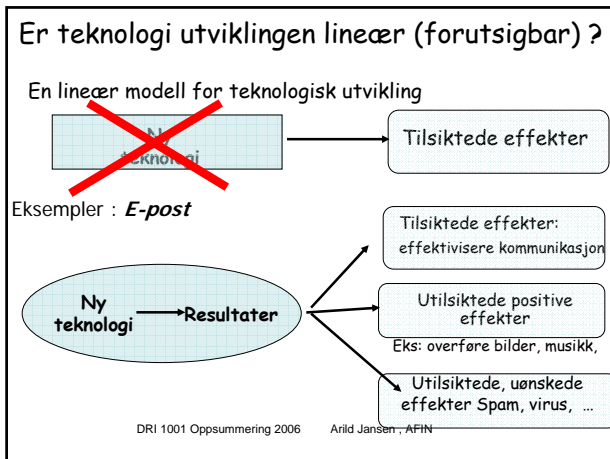 Er teknologi utviklingen lineær (forutsigbar) ?
En lineær modell for teknologisk utvikling
Ny
teknologi
Tilsiktede effekter
Eksempler : E-post
Tilsiktede effekter:
effektivisere kommunikasjon
Ny
teknologi
Resultater
Utilsiktede positive
effekter
Eks: overføre bilder, musikk,
Utilsiktede, uønskede
effekter Spam, virus, ...
DRI 1001 Oppsummering 2006 Arild Jansen , AFIN